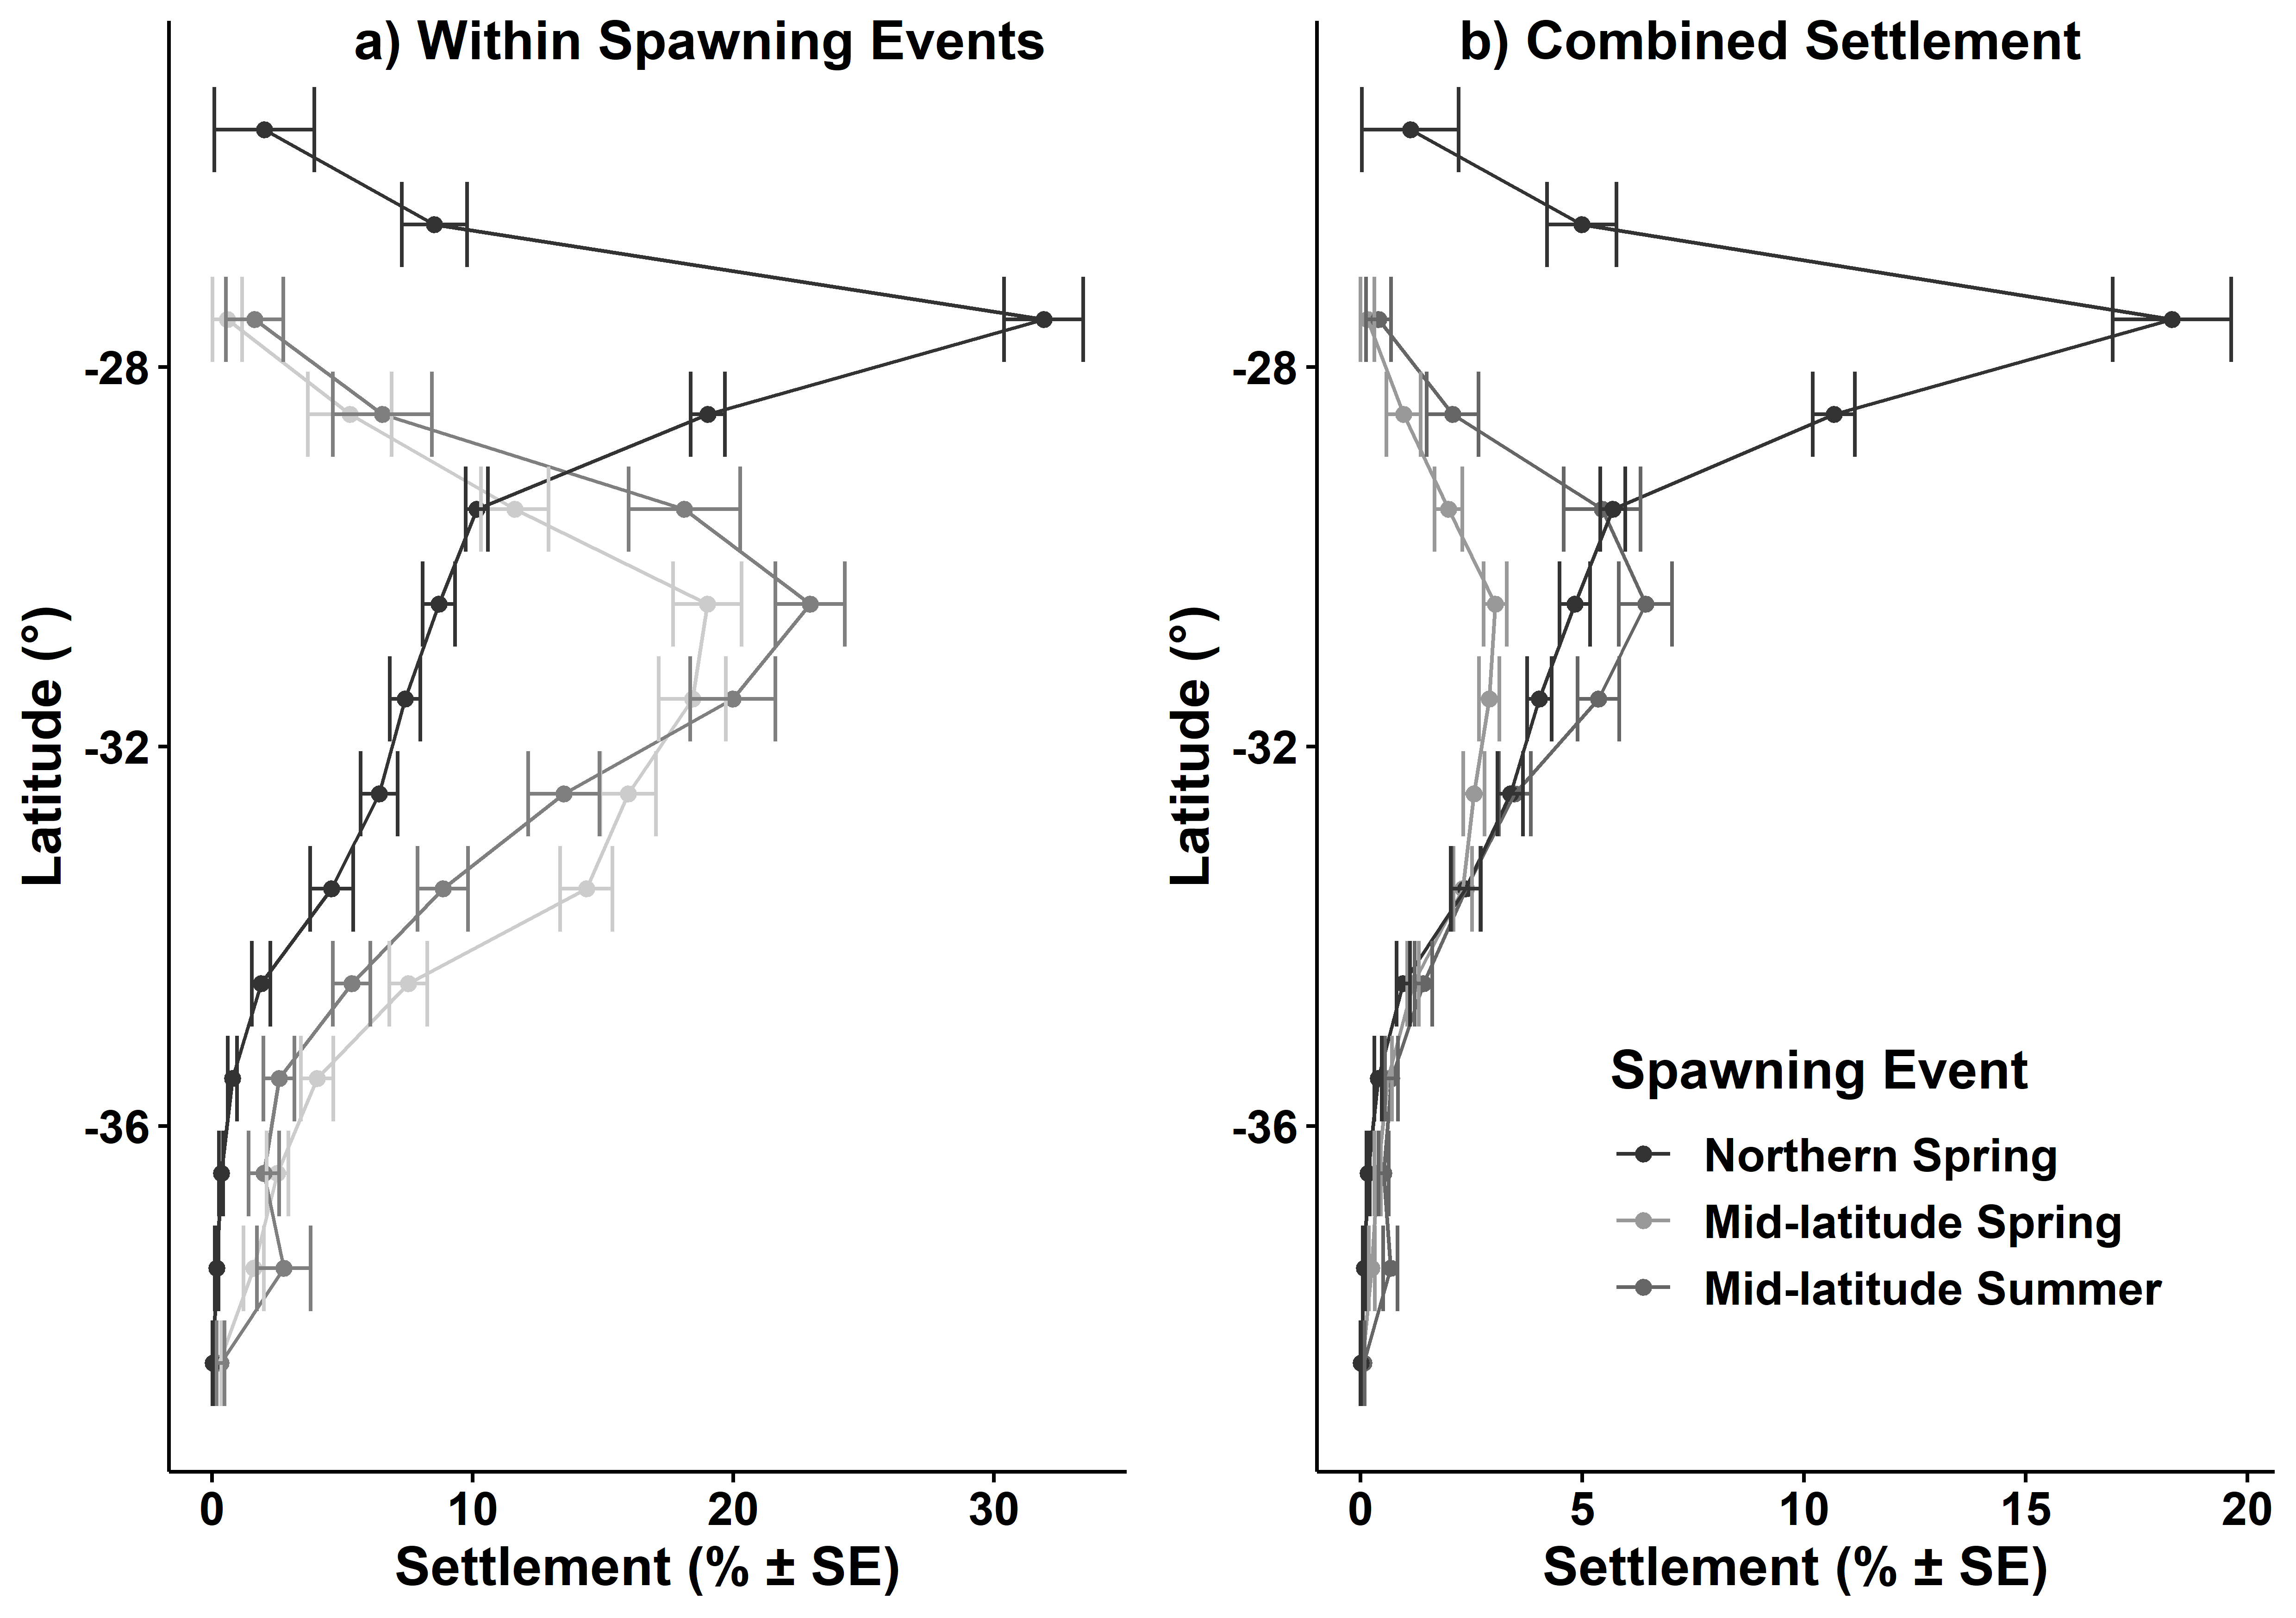 a) Within Spawning Events
Latitude (°)
-28
-32
-36
0 10 20 30
Settlement (% ± SE)
b) Combined Settlement
Latitude (°)
-28
-32
-36
Spawning Event
Northern Spring
Mid-latitude Spring
Mid-latitude Summer
0 5 10 15 20
Settlement (% ± SE)